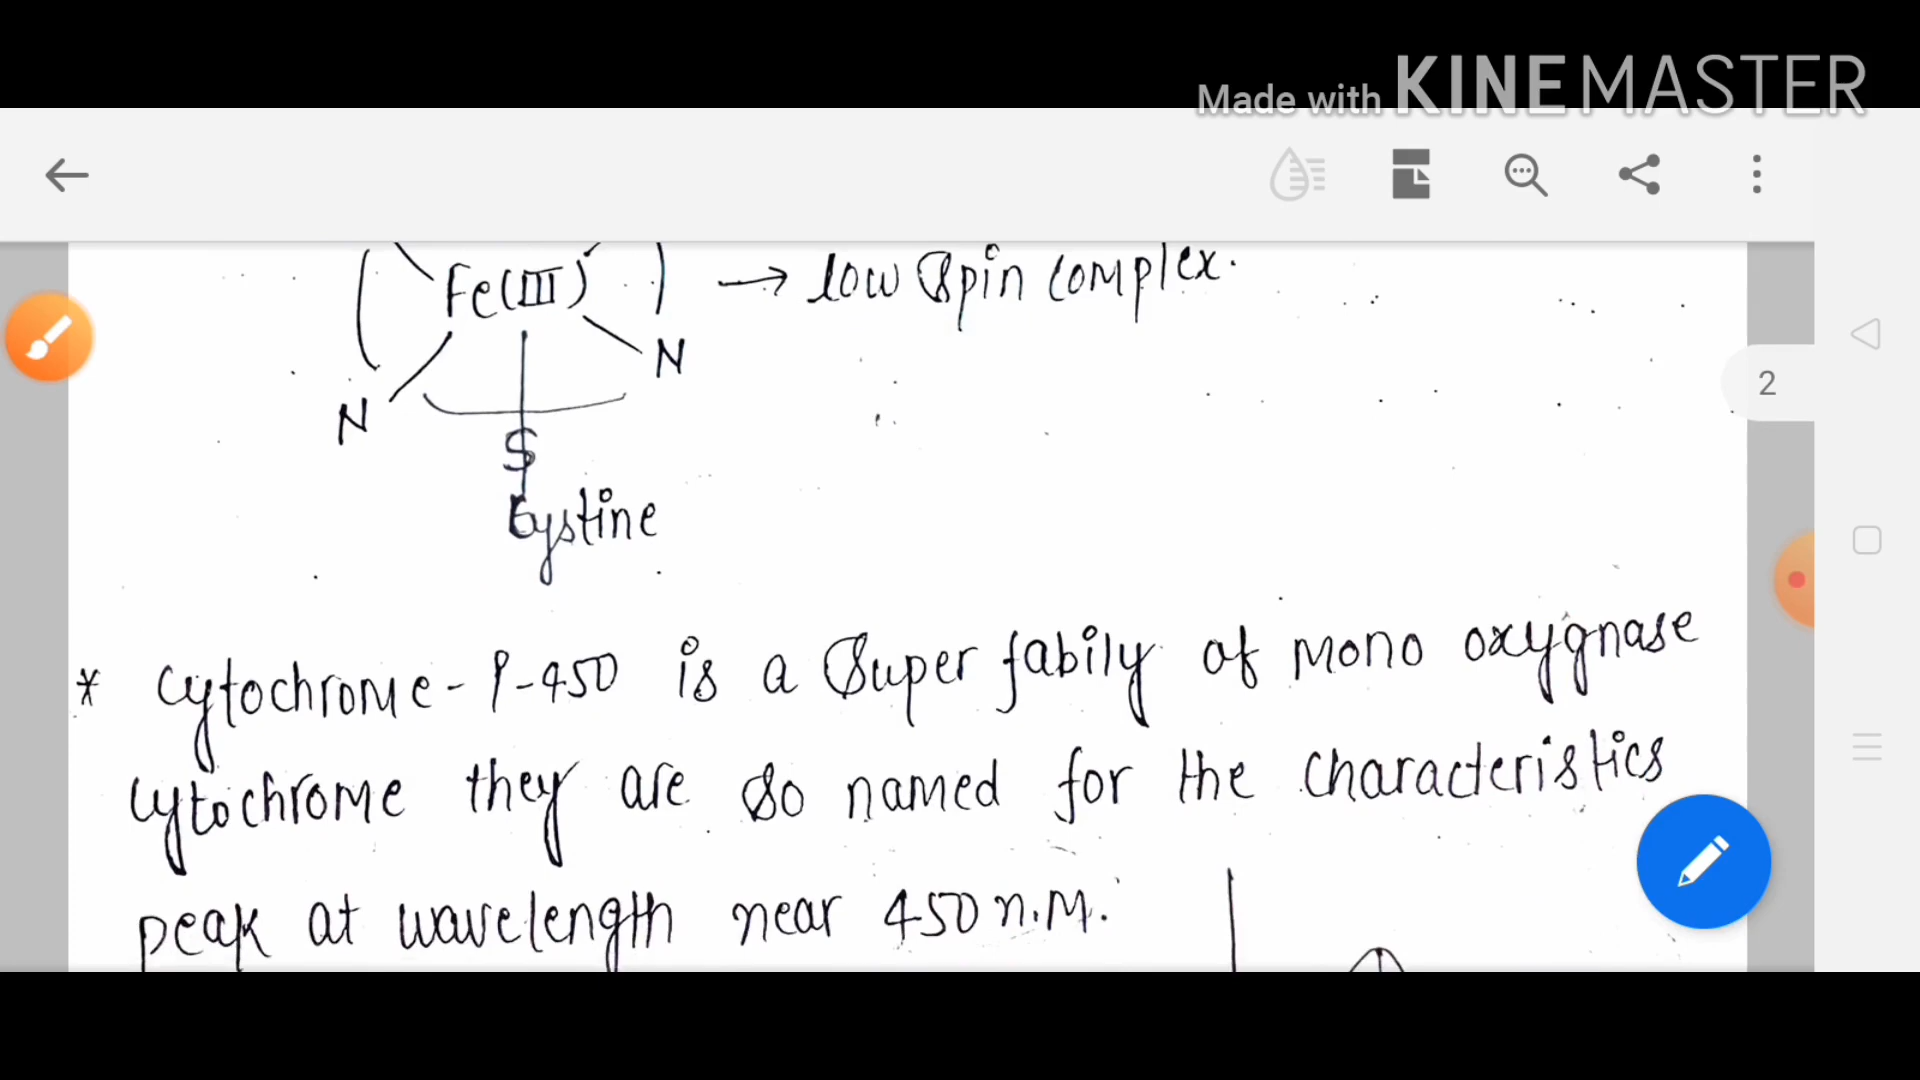 Made with KINEMASTER
Fe(III) → low spin complex.
2
N
N
S
Cystine
* Cytochrome-P-450 is a Super fabily of Mono oxygnase
Cytochrome they are so named for the characteristics
peak at wavelength near 450 n.m.